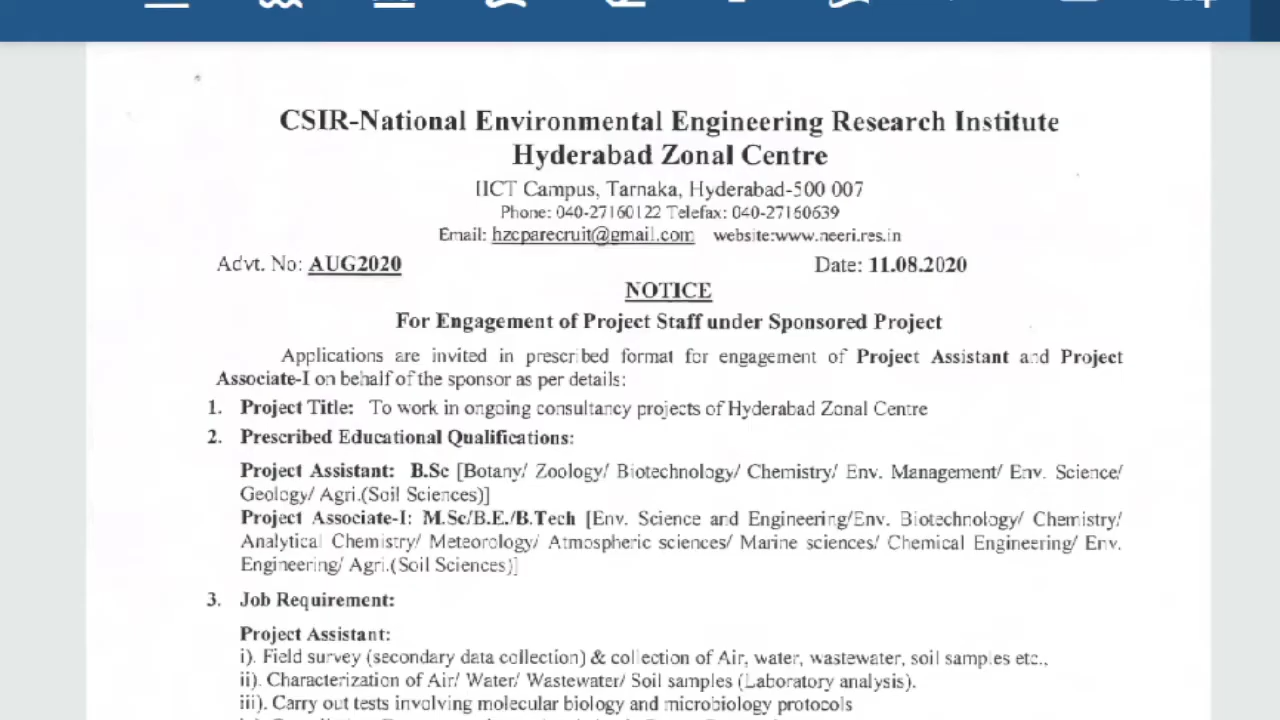 CSIR-National Environmental Engineering Research Institute
Hyderabad Zonal Centre
IICT Campus, Tarnaka, Hyderabad-500 007
Phone: 040-27160122 Telefax: 040-27160639
Email: hzcparecruit@gmail.com website:www.neeri.res.in
Advt. No: AUG2020 Date: 11.08.2020
NOTICE
For Engagement of Project Staff under Sponsored Project
Applications are invited in prescribed format for engagement of Project Assistant and Project
Associate-I on behalf of the sponsor as per details:
1. Project Title: To work in ongoing consultancy projects of Hyderabad Zonal Centre
2. Prescribed Educational Qualifications:
Project Assistant: B.Sc [Botany/ Zoology/ Biotechnology/ Chemistry/ Env. Management/ Env. Science/
Geology/ Agri.(Soil Sciences)]
Project Associate-I: M.Sc/B.E./B.Tech [Env. Science and Engineering/Env. Biotechnology/ Chemistry/
Analytical Chemistry/ Meteorology/ Atmospheric sciences/ Marine sciences/ Chemical Engineering/ Env.
Engineering/ Agri.(Soil Sciences)]
3. Job Requirement:
Project Assistant:
i). Field survey (secondary data collection) & collection of Air, water, wastewater, soil samples etc.,
ii). Characterization of Air/ Water/ Wastewater/ Soil samples (Laboratory analysis).
iii). Carry out tests involving molecular biology and microbiology protocols